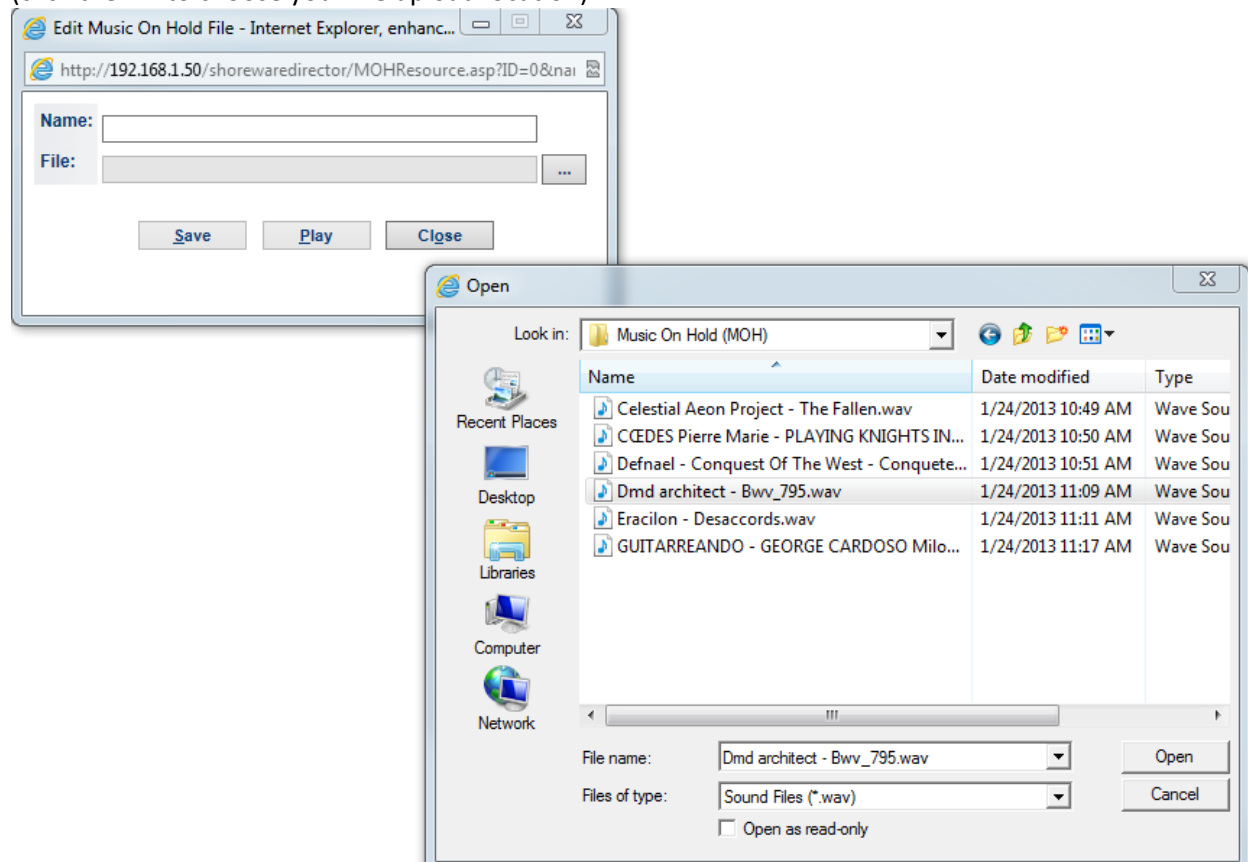 Edit Music On Hold File - Internet Explorer, enhanc...
http://192.168.1.50/shorewaredirector/MOHResource.asp?ID=0&nar
Name:
File:
...
Save Play Close
Open
Look in: Music On Hold (MOH)
Name Date modified Type
Celestial Aeon Project - The Fallen.wav 1/24/2013 10:49 AM Wave Sou
CŒDES Pierre Marie - PLAYING KNIGHTS IN... 1/24/2013 10:50 AM Wave Sou
Defnael - Conquest Of The West - Conquete... 1/24/2013 10:51 AM Wave Sou
Dmd architect - Bwv_795.wav 1/24/2013 11:09 AM Wave Sou
Eracilon - Desaccords.wav 1/24/2013 11:11 AM Wave Sou
GUITARREANDO - GEORGE CARDOSO Milo... 1/24/2013 11:17 AM Wave Sou
Recent Places
Desktop
Libraries
Computer
Network
File name: Dmd architect - Bwv_795.wav Open
Files of type: Sound Files (*.wav) Cancel
Open as read-only